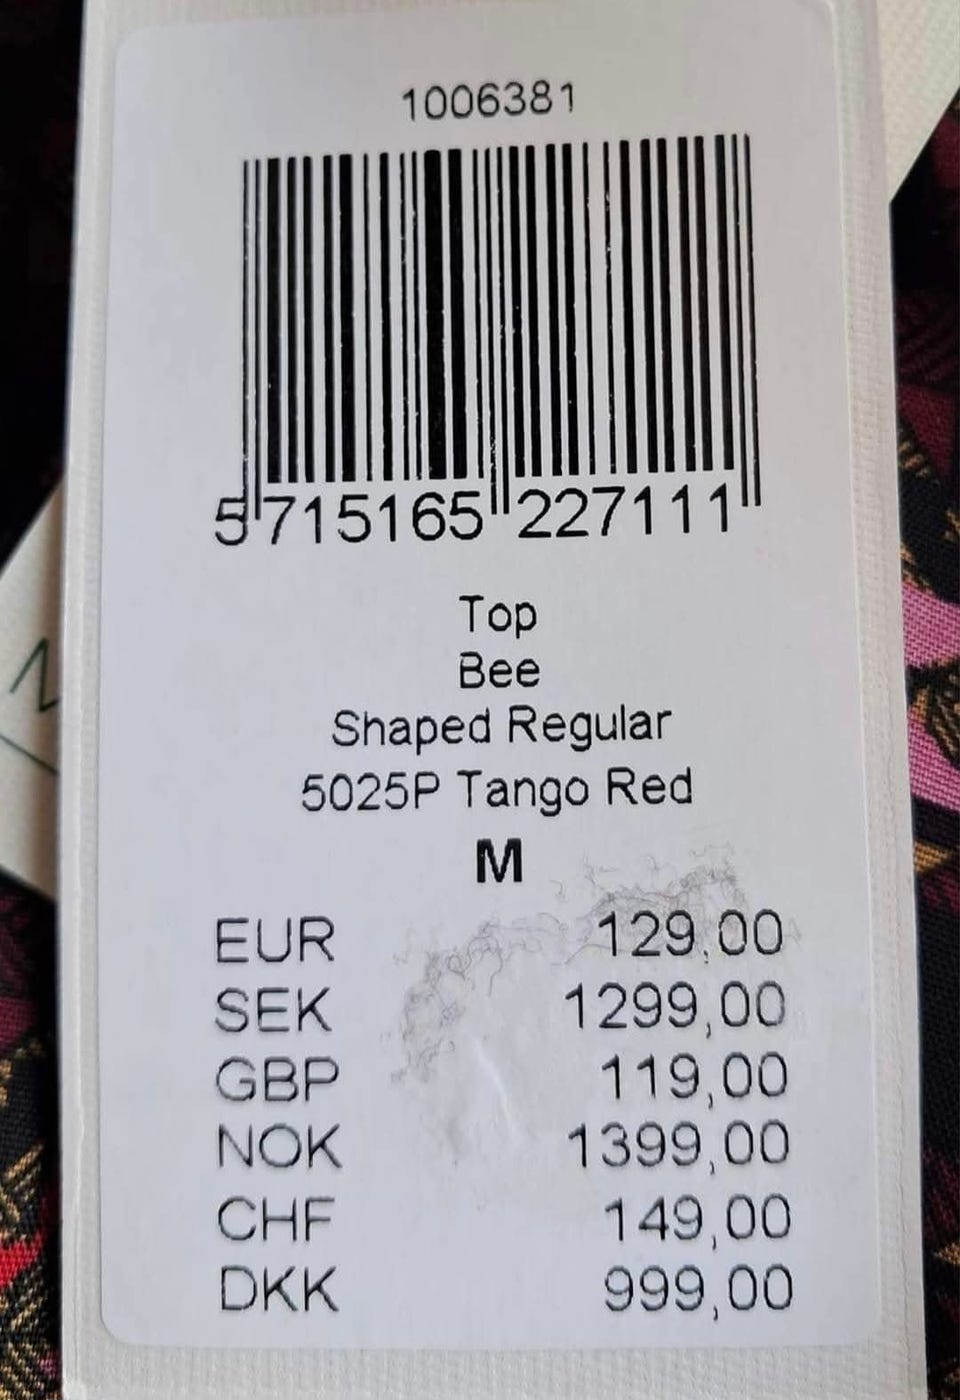 1006381
5 715165 227111
Top
Bee
Shaped Regular
5025P Tango Red
M
EUR 129,00
SEK 1299,00
GBP 119,00
NOK 1399,00
CHF 149,00
DKK 999,00